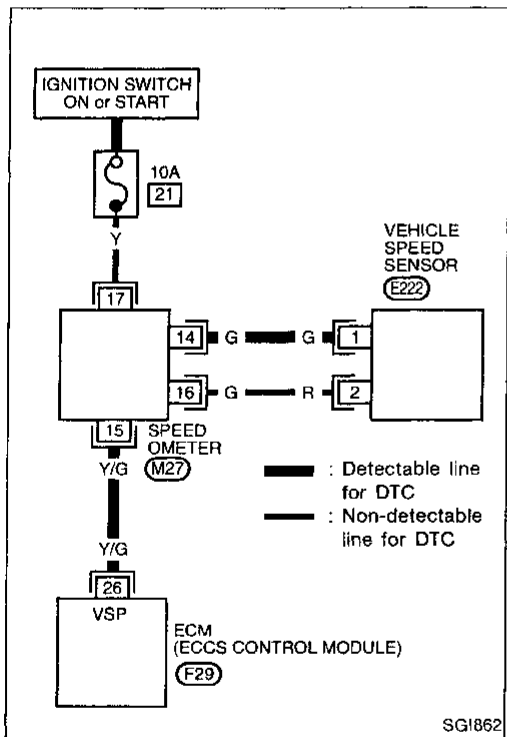 IGNITION SWITCH
ON or START
10A
21
Y
17
VEHICLE
SPEED
SENSOR
E222
14 G G 1
16 G R 2
15
SPEED
OMETER
M27
Y/G
: Detectable line
for DTC
: Non-detectable
line for DTC
Y/G
26
VSP
ECM
(ECCS CONTROL MODULE)
F29
SGI862